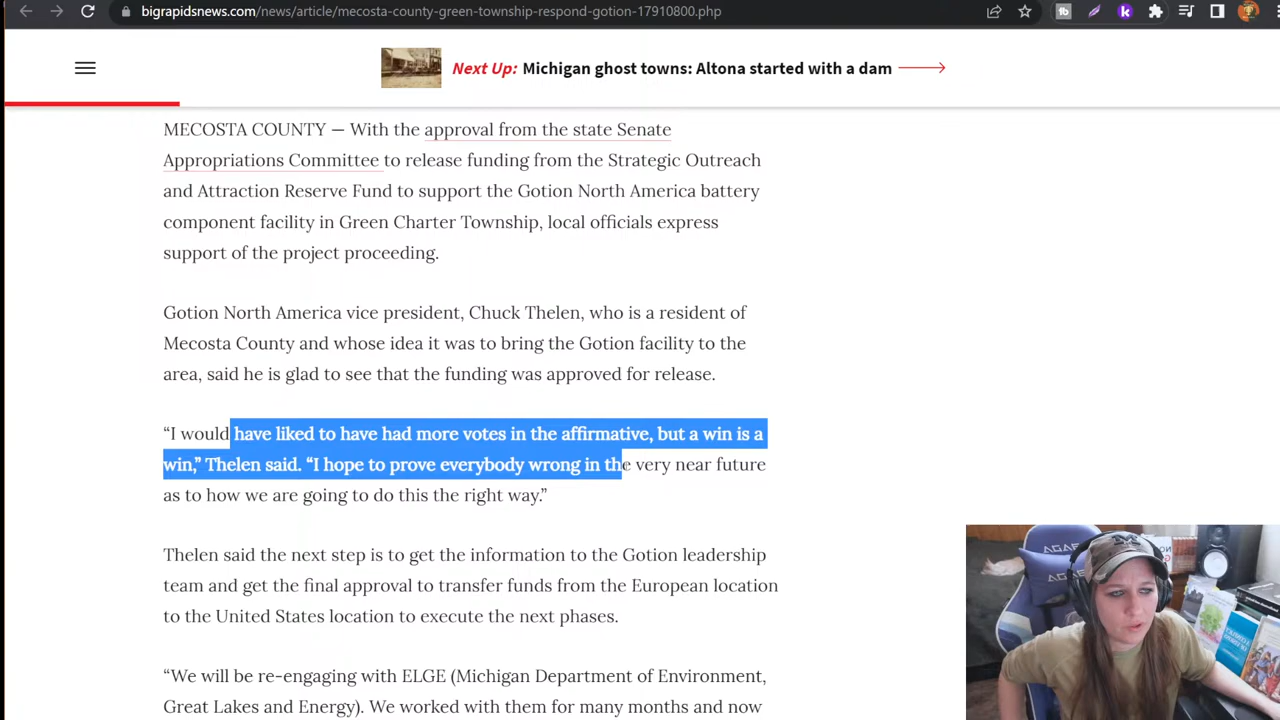 bigrapidsnews.com/news/article/mecosta-county-green-township-respond-gotion-17910800.php
Next Up: Michigan ghost towns: Altona started with a dam
MECOSTA COUNTY — With the approval from the state Senate
Appropriations Committee to release funding from the Strategic Outreach
and Attraction Reserve Fund to support the Gotion North America battery
component facility in Green Charter Township, local officials express
support of the project proceeding.
Gotion North America vice president, Chuck Thelen, who is a resident of
Mecosta County and whose idea it was to bring the Gotion facility to the
area, said he is glad to see that the funding was approved for release.
“I would have liked to have had more votes in the affirmative, but a win is a
win,” Thelen said. “I hope to prove everybody wrong in the very near future
as to how we are going to do this the right way.”
Thelen said the next step is to get the information to the Gotion leadership
team and get the final approval to transfer funds from the European location
to the United States location to execute the next phases.
“We will be re-engaging with ELGE (Michigan Department of Environment,
Great Lakes and Energy). We worked with them for many months and now